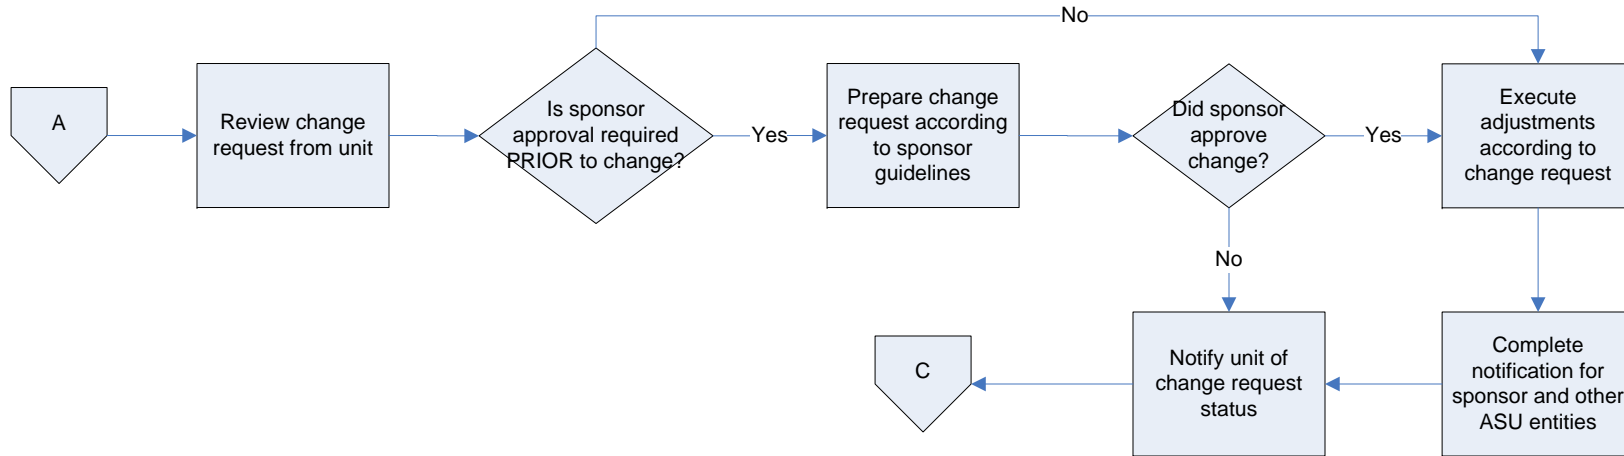 No
A
Review change
request from unit
Is sponsor
approval required
PRIOR to change?
Yes
Prepare change
request according
to sponsor
guidelines
Did sponsor
approve
change?
Yes
Execute
adjustments
according to
change request
No
C
Notify unit of
change request
status
Complete
notification for
sponsor and other
ASU entities